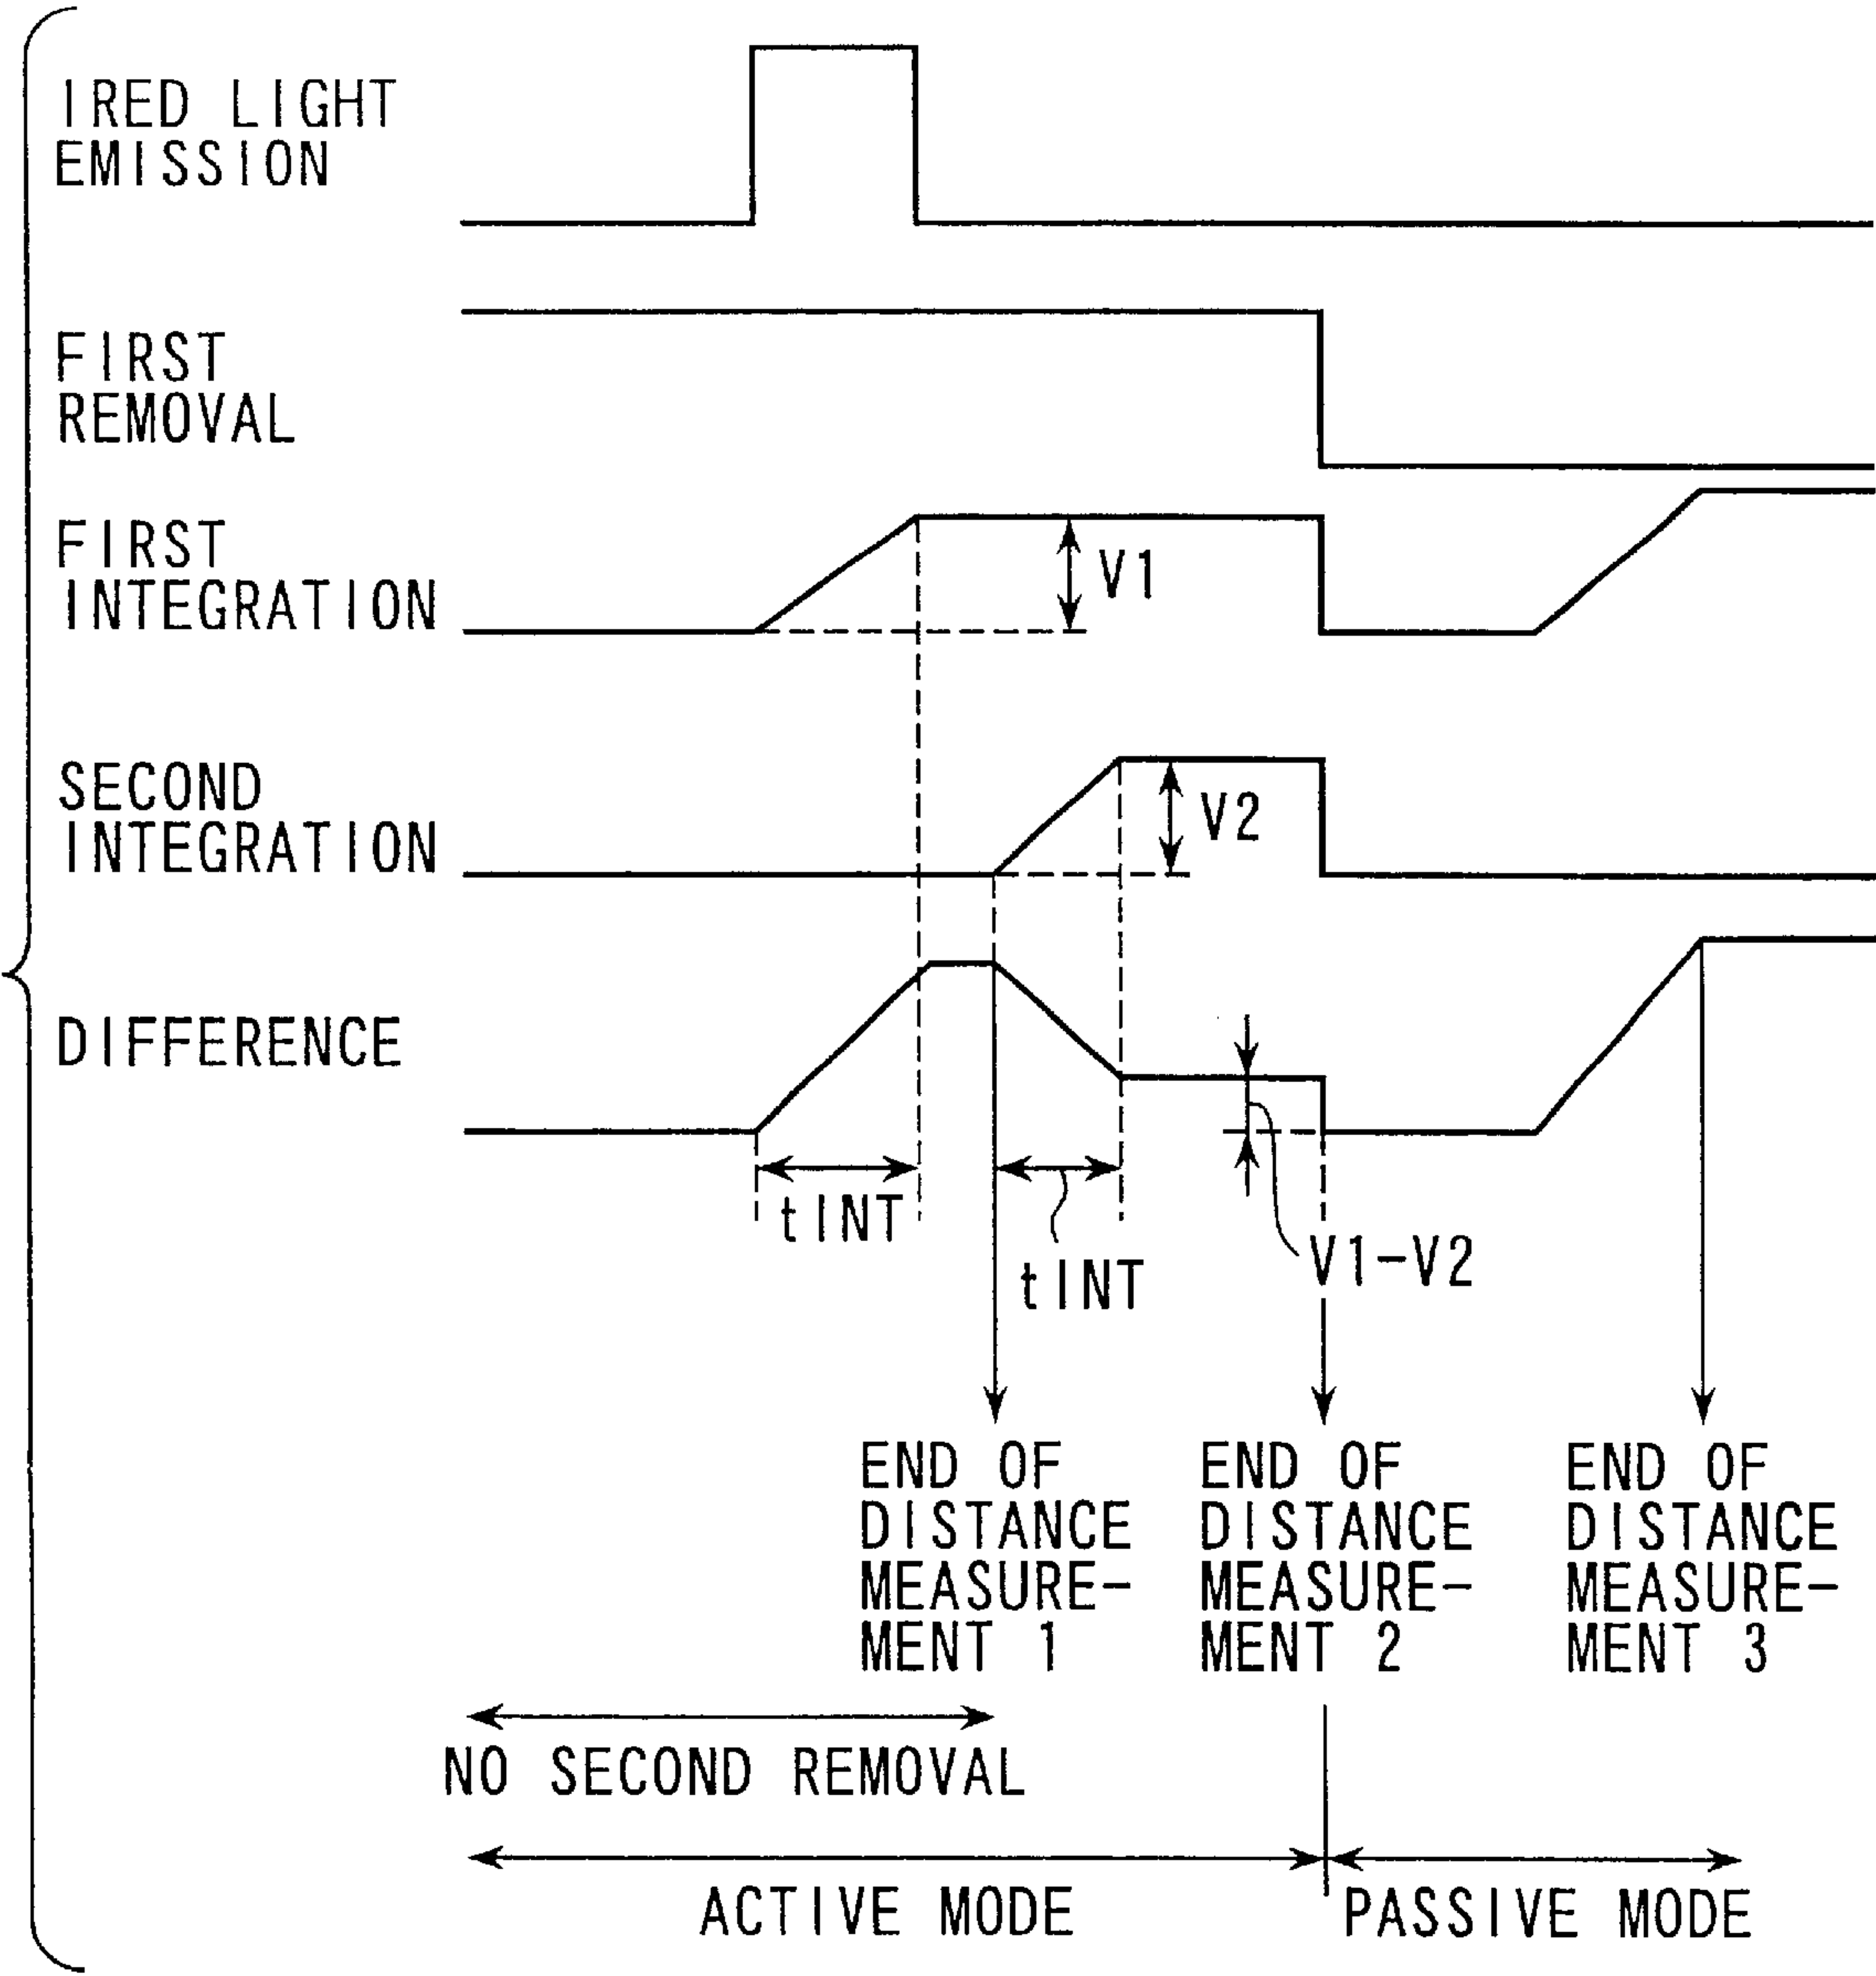 IRED LIGHT
EMISSION
FIRST
REMOVAL
FIRST
INTEGRATION
V1
SECOND
INTEGRATION
V2
DIFFERENCE
tINT
tINT
V1-V2
END OF
DISTANCE
MEASURE-
MENT 1
END OF
DISTANCE
MEASURE-
MENT 2
END OF
DISTANCE
MEASURE-
MENT 3
NO SECOND REMOVAL
ACTIVE MODE
PASSIVE MODE